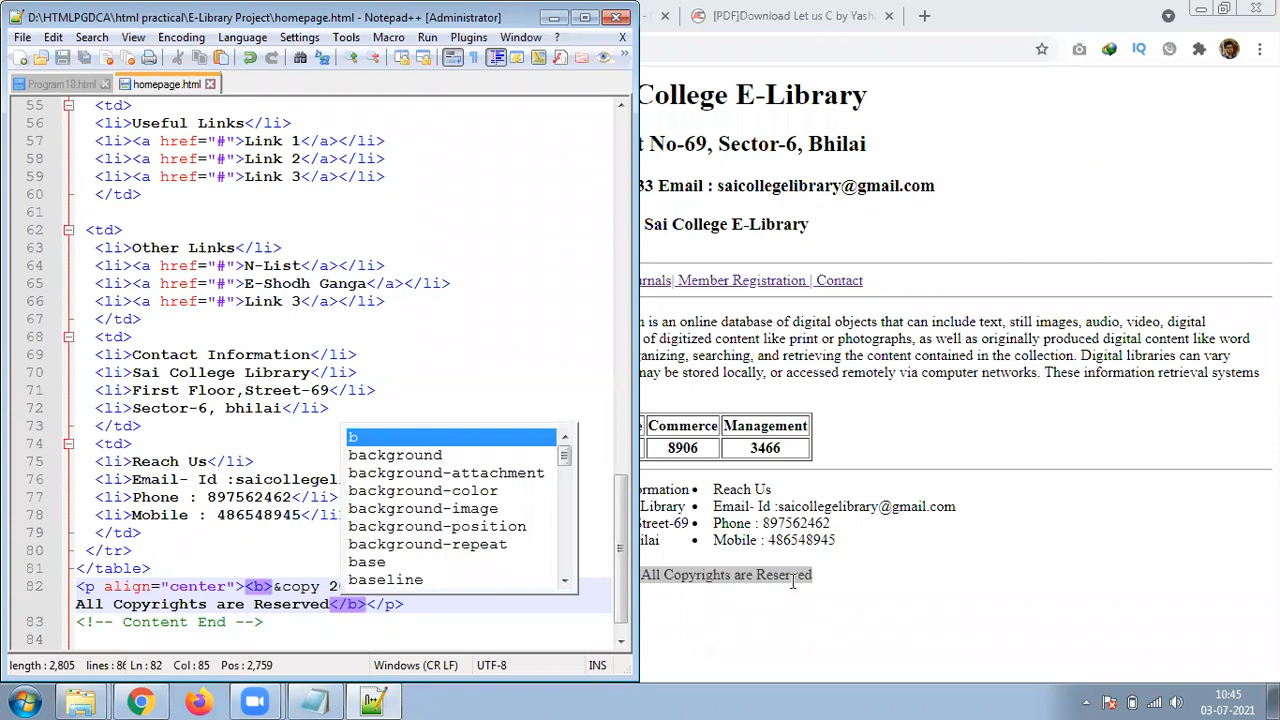 D:\HTMLPGDCA\html practical\E-Library Project\homepage.html - Notepad++ [Administrator]
[PDF]Download Let us C by Yash
File Edit Search View Encoding Language Settings Tools Macro Run Plugins Window ? X
IQ
Program18.html homepage.html
College E-Library
55 <td>
56 <li>Useful Links</li>
57 <li><a href="#">Link 1</a></li>
No-69, Sector-6, Bhilai
58 <li><a href="#">Link 2</a></li>
59 <li><a href="#">Link 3</a></li>
33 Email : saicollegelibrary@gmail.com
60 </td>
61
Sai College E-Library
62 <td>
63 <li>Other Links</li>
64 <li><a href="#">N-List</a></li>
65 <li><a href="#">E-Shodh Ganga</a></li>
urnals| Member Registration | Contact
66 <li><a href="#">Link 3</a></li>
67 </td>
is an online database of digital objects that can include text, still images, audio, video, digital
68 <td>
of digitized content like print or photographs, as well as originally produced digital content like word
69 <li>Contact Information</li>
ganizing, searching, and retrieving the content contained in the collection. Digital libraries can vary
70 <li>Sai College Library</li>
may be stored locally, or accessed remotely via computer networks. These information retrieval systems
71 <li>First Floor,Street-69</li>
72 <li>Sector-6, bhilai</li>
73 </td>
Commerce Management
8906 3466
74 <td>
75 <li>Reach Us</li>
76 <li>Email- Id :saicollegel
77 <li>Phone : 897562462</li>
78 <li>Mobile : 486548945</li
79 </td>
80 </tr>
81 </table>
82 <p align="center"><b>&copy 2
All Copyrights are Reserved</b></p>
83 <!-- Content End -->
84
b
background
background-attachment
background-color
background-image
background-position
background-repeat
base
baseline
ormation • Reach Us
Library • Email- Id :saicollegelibrary@gmail.com
treet-69 • Phone : 897562462
ilai • Mobile : 486548945
All Copyrights are Reserved
length : 2,805 lines : 86 Ln : 82 Col : 85 Pos : 2,759 Windows (CR LF) UTF-8 INS
10:45
03-07-2021